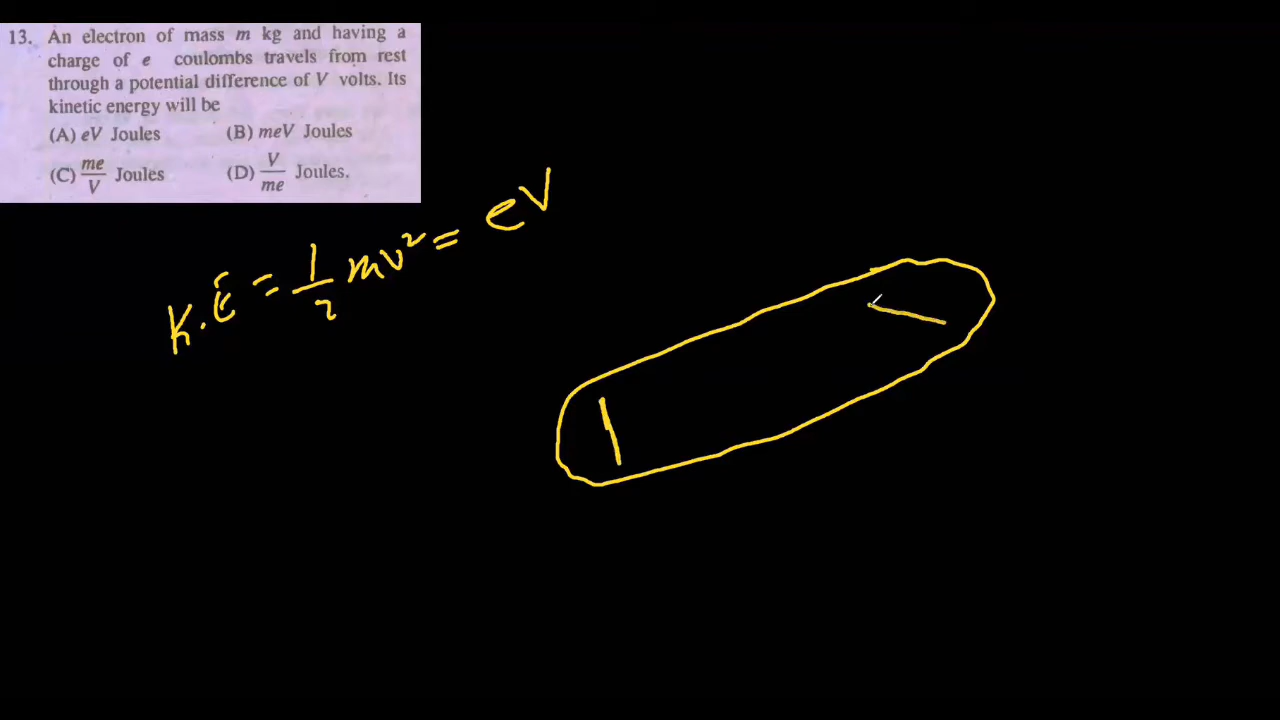 13. An electron of mass m kg and having a
charge of e coulombs travels from rest
through a potential difference of V volts. Its
kinetic energy will be
(A) eV Joules (B) meV Joules
(C) me/V Joules (D) V/me Joules.
K.E = 1/2 mv² = eV